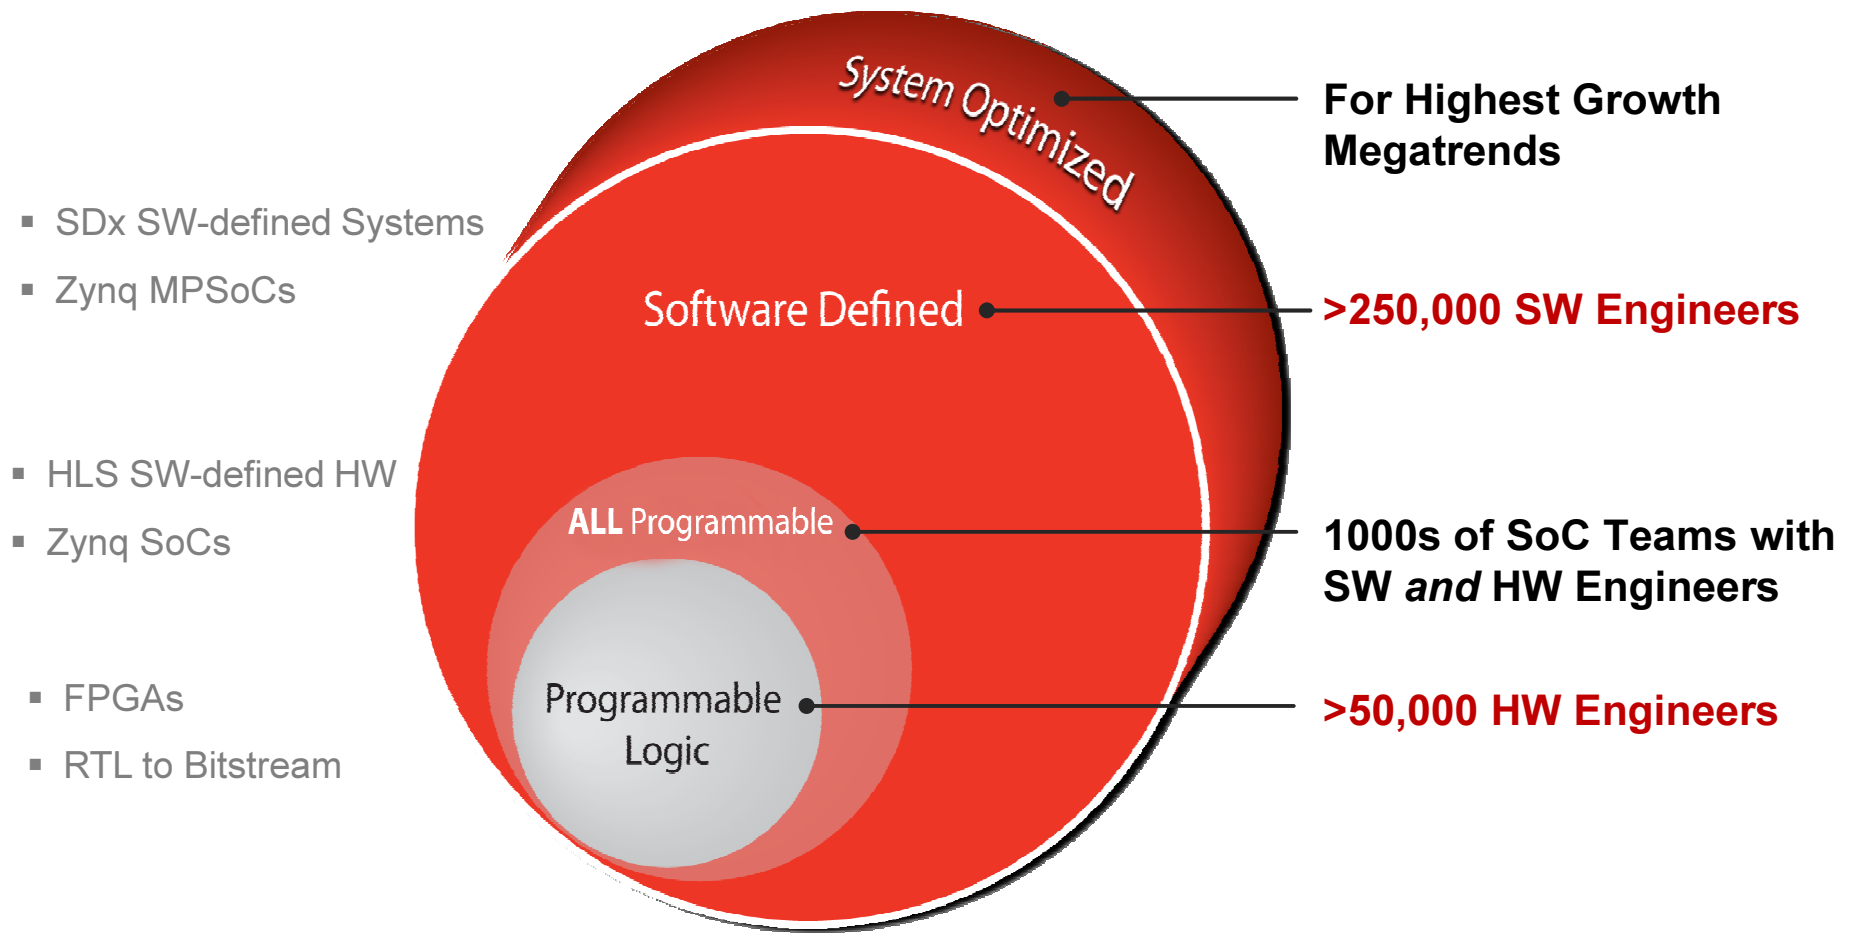 System Optimized
For Highest Growth
Megatrends
▪ SDx SW-defined Systems
▪ Zynq MPSoCs
Software Defined
>250,000 SW Engineers
▪ HLS SW-defined HW
▪ Zynq SoCs
ALL Programmable
1000s of SoC Teams with
SW and HW Engineers
▪ FPGAs
▪ RTL to Bitstream
Programmable
Logic
>50,000 HW Engineers